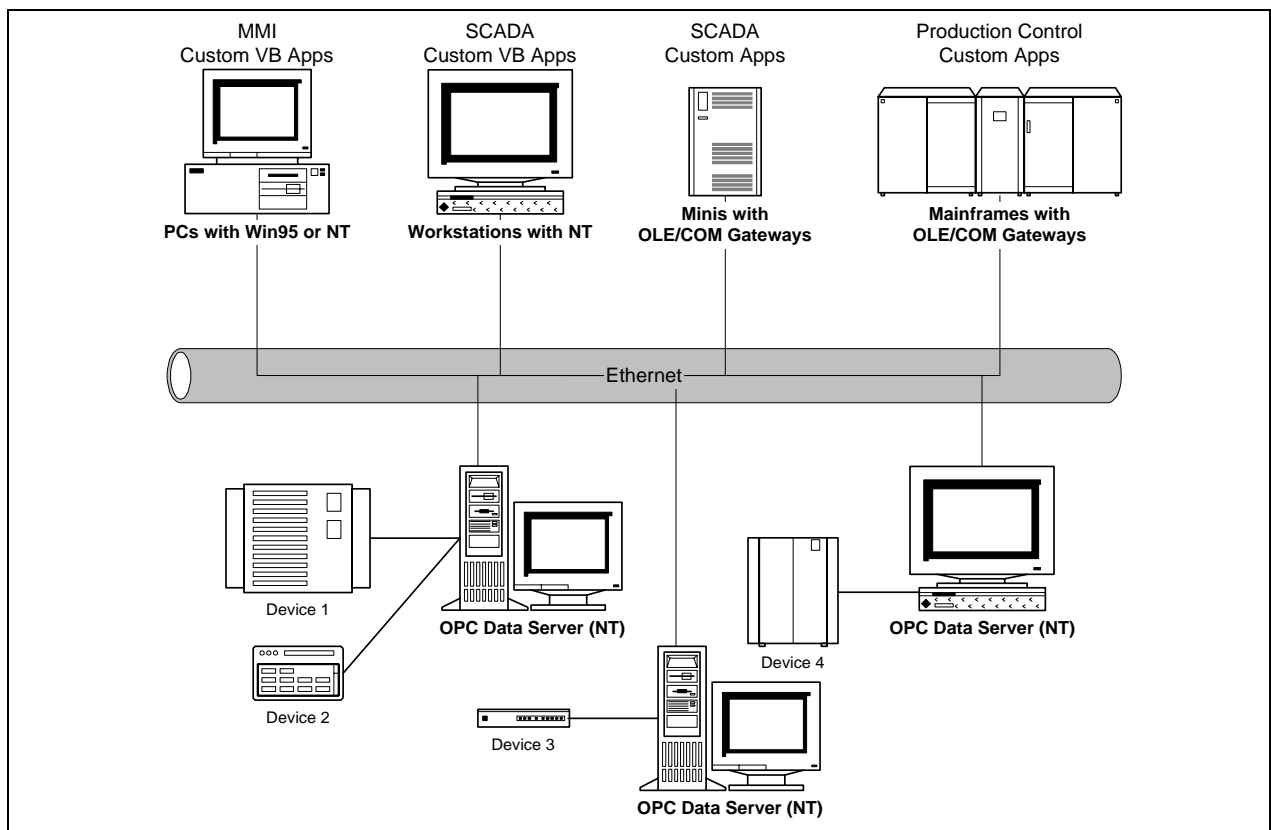 MMI
Custom VB Apps
SCADA
Custom VB Apps
SCADA
Custom Apps
Production Control
Custom Apps
PCs with Win95 or NT
Workstations with NT
Minis with
OLE/COM Gateways
Mainframes with
OLE/COM Gateways
Ethernet
Device 1
OPC Data Server (NT)
Device 2
Device 4
OPC Data Server (NT)
Device 3
OPC Data Server (NT)